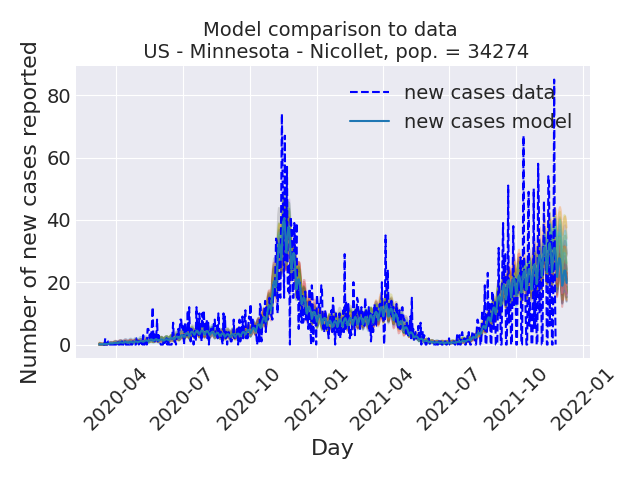 Model comparison to data
US - Minnesota - Nicollet, pop. = 34274
Number of new cases reported
80
60
40
20
0
new cases data
new cases model
2020-04
2020-07
2020-10
2021-01
2021-04
2021-07
2021-10
2022-01
Day